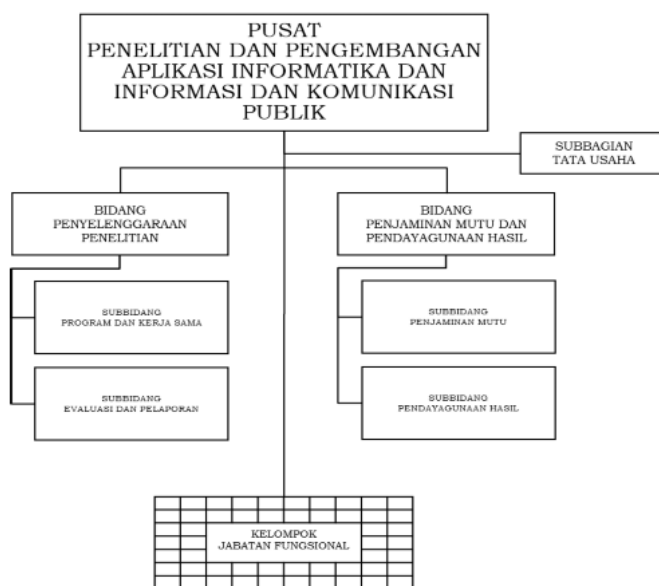 PUSAT
PENELITIAN DAN PENGEMBANGAN
APLIKASI INFORMATIKA DAN
INFORMASI DAN KOMUNIKASI
PUBLIK
SUBBAGIAN
TATA USAHA
BIDANG
PENYELENGGARAAN
PENELITIAN
BIDANG
PENJAMINAN MUTU DAN
PENDAYAGUNAAN HASIL
SUBBIDANG
PROGRAM DAN KERJA SAMA
SUBBIDANG
PENJAMINAN MUTU
SUBBIDANG
EVALUASI DAN PELAPORAN
SUBBIDANG
PENDAYAGUNAAN HASIL
KELOMPOK
JABATAN FUNGSIONAL